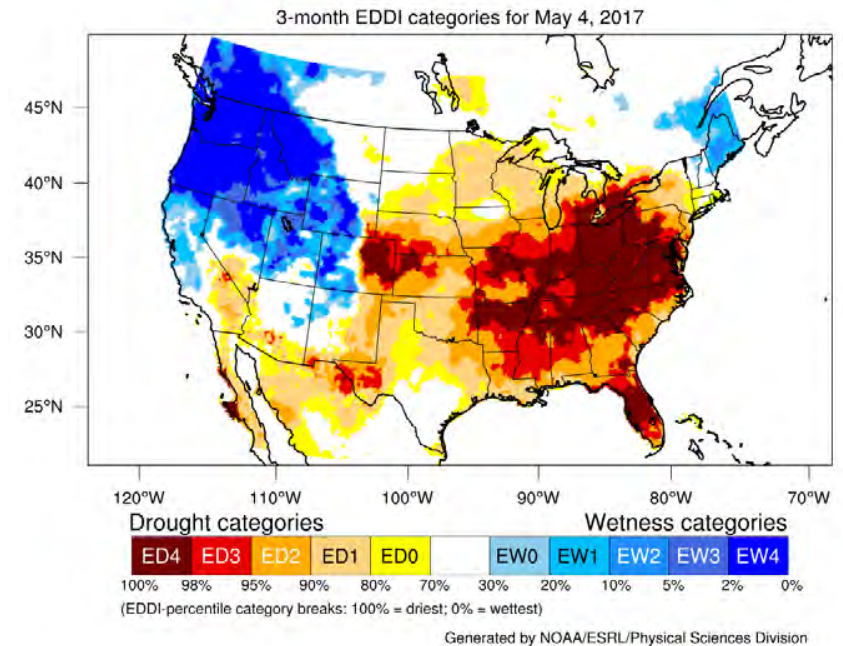 3-month EDDI categories for May 4, 2017
45°N
40°N
35°N
30°N
25°N
120°W 110°W 100°W 90°W 80°W 70°W
Drought categories Wetness categories
ED4 ED3 ED2 ED1 ED0 EW0 EW1 EW2 EW3 EW4
100% 98% 95% 90% 80% 70% 30% 20% 10% 5% 2% 0%
(EDDI-percentile category breaks: 100% = driest; 0% = wettest)
Generated by NOAA/ESRL/Physical Sciences Division